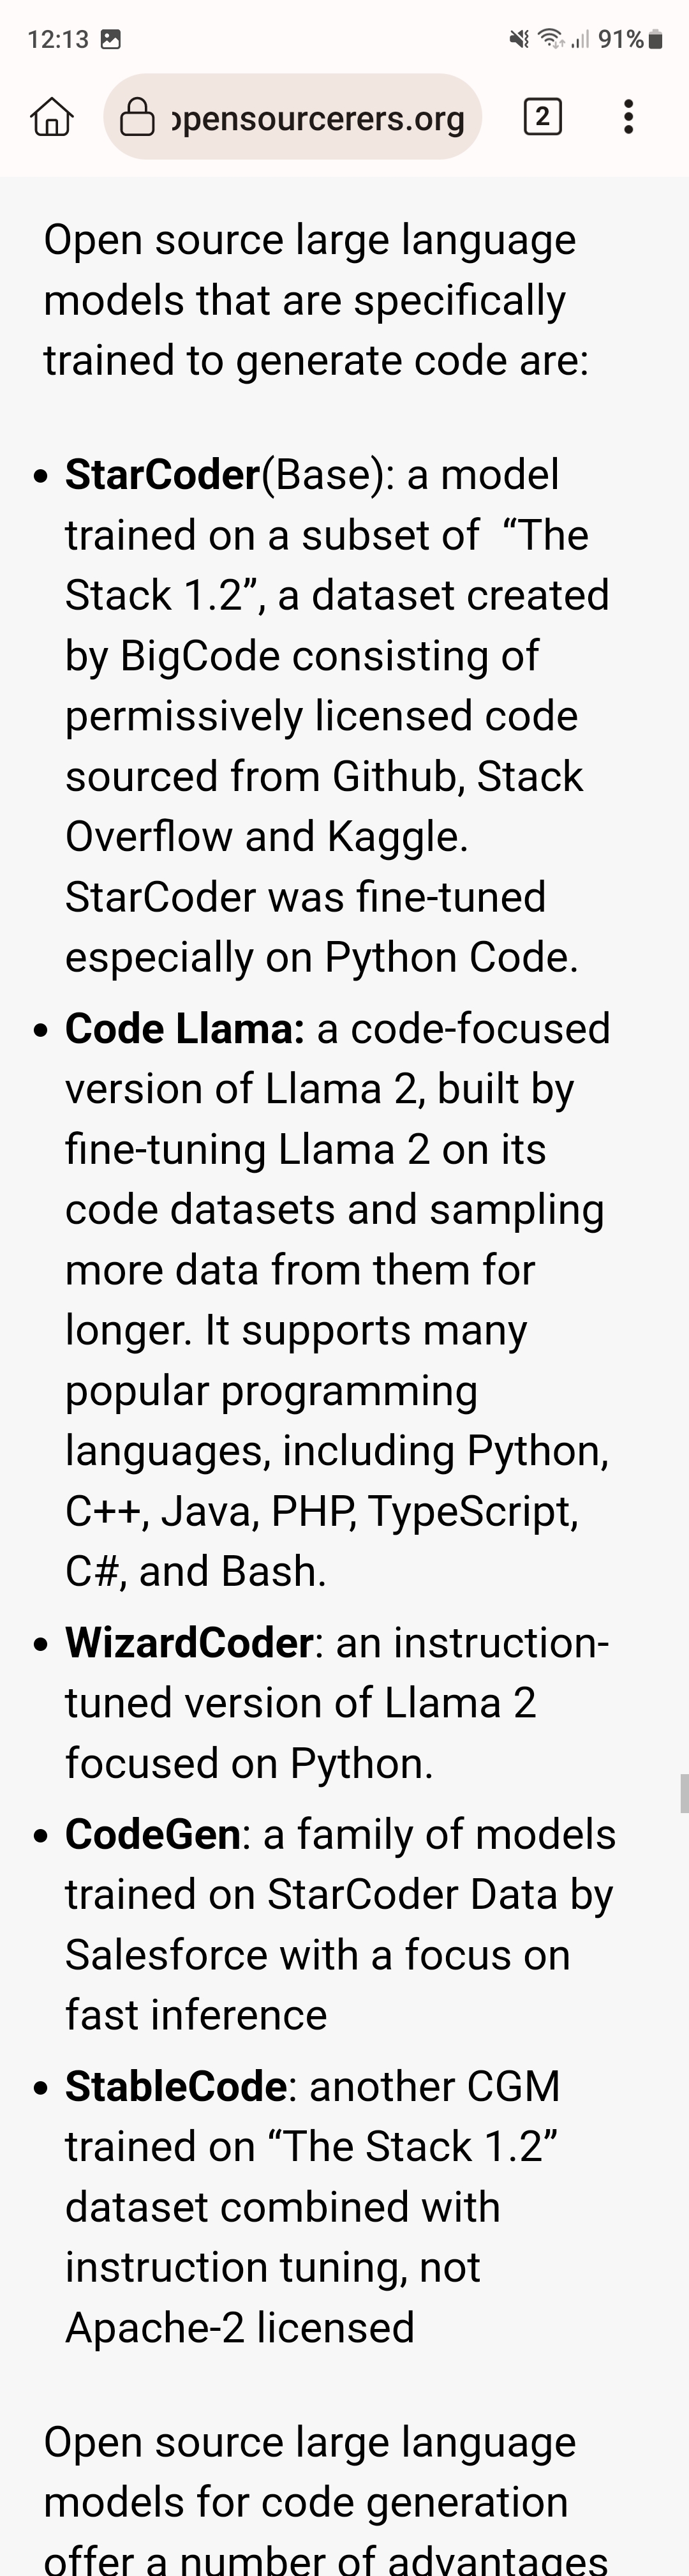 12:13 91%
opensourcerers.org 2
Open source large language
models that are specifically
trained to generate code are:
• StarCoder(Base): a model
trained on a subset of “The
Stack 1.2”, a dataset created
by BigCode consisting of
permissively licensed code
sourced from Github, Stack
Overflow and Kaggle.
StarCoder was fine-tuned
especially on Python Code.
• Code Llama: a code-focused
version of Llama 2, built by
fine-tuning Llama 2 on its
code datasets and sampling
more data from them for
longer. It supports many
popular programming
languages, including Python,
C++, Java, PHP, TypeScript,
C#, and Bash.
• WizardCoder: an instruction-
tuned version of Llama 2
focused on Python.
• CodeGen: a family of models
trained on StarCoder Data by
Salesforce with a focus on
fast inference
• StableCode: another CGM
trained on “The Stack 1.2”
dataset combined with
instruction tuning, not
Apache-2 licensed
Open source large language
models for code generation
offer a number of advantages